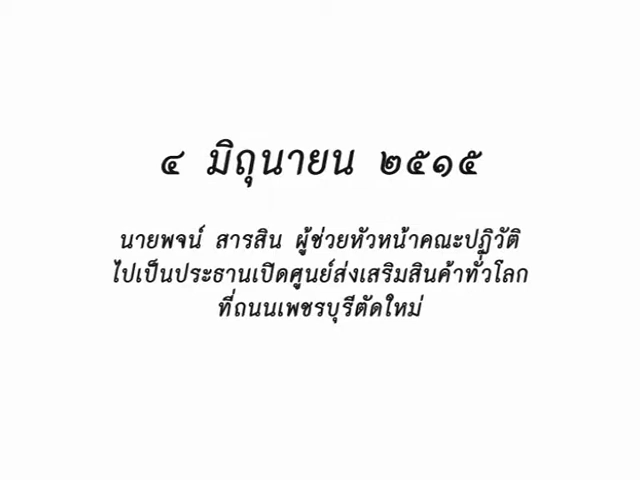 ๔ มิถุนายน ๒๕๑๕
นายพจน์ สารสิน ผู้ช่วยหัวหน้าคณะปฏิวัติ
ไปเป็นประธานเปิดศูนย์ส่งเสริมสินค้าทั่วโลก
ที่ถนนเพชรบุรีตัดใหม่